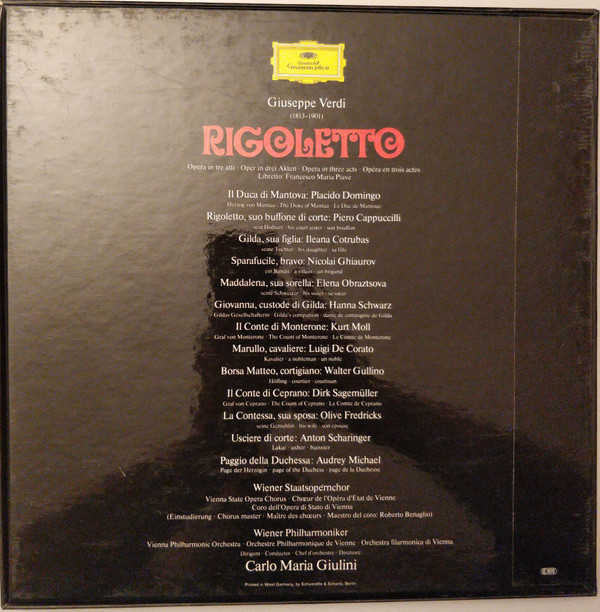 Deutsche
Grammophon
Giuseppe Verdi
(1813-1901)
RIGOLETTO
Opera in tre atti · Oper in drei Akten · Opera in three acts · Opéra en trois actes
Libretto: Francesco Maria Piave
Il Duca di Mantova: Placido Domingo
Herzog von Mantua · The Duke of Mantua · Le Duc de Mantoue
Rigoletto, suo buffone di corte: Piero Cappuccilli
sein Hofnarr · his court jester · son bouffon
Gilda, sua figlia: Ileana Cotrubas
seine Tochter · his daughter · sa fille
Sparafucile, bravo: Nicolai Ghiaurov
ein Bandit · a villain · un brigand
Maddalena, sua sorella: Elena Obraztsova
seine Schwester · his sister · sa sœur
Giovanna, custode di Gilda: Hanna Schwarz
Gildas Gesellschafterin · Gilda's companion · dame de compagnie de Gilda
Il Conte di Monterone: Kurt Moll
Graf von Monterone · The Count of Monterone · Le Comte de Monterone
Marullo, cavaliere: Luigi De Corato
Kavalier · a nobleman · un noble
Borsa Matteo, cortigiano: Walter Gullino
Höfling · courtier · courtisan
Il Conte di Ceprano: Dirk Sagemüller
Graf von Ceprano · The Count of Ceprano · Le Comte de Ceprano
La Contessa, sua sposa: Olive Fredricks
seine Gemahlin · his wife · son épouse
Usciere di corte: Anton Scharinger
Lakai · usher · huissier
Paggio della Duchessa: Audrey Michael
Page der Herzogin · page of the Duchess · page de la Duchesse
Wiener Staatsopernchor
Vienna State Opera Chorus · Chœur de l'Opéra d'Etat de Vienne
Coro dell'Opera di Stato di Vienna
(Einstudierung · Chorus master · Maître des chœurs · Maestro del coro: Roberto Benaglio)
Wiener Philharmoniker
Vienna Philharmonic Orchestra · Orchestre Philharmonique de Vienne · Orchestra filarmonica di Vienna
Dirigent · Conductor · Chef d'orchestre · Direttore:
Carlo Maria Giulini
Printed in West Germany, by Schwerdtle & Schanz, Berlin